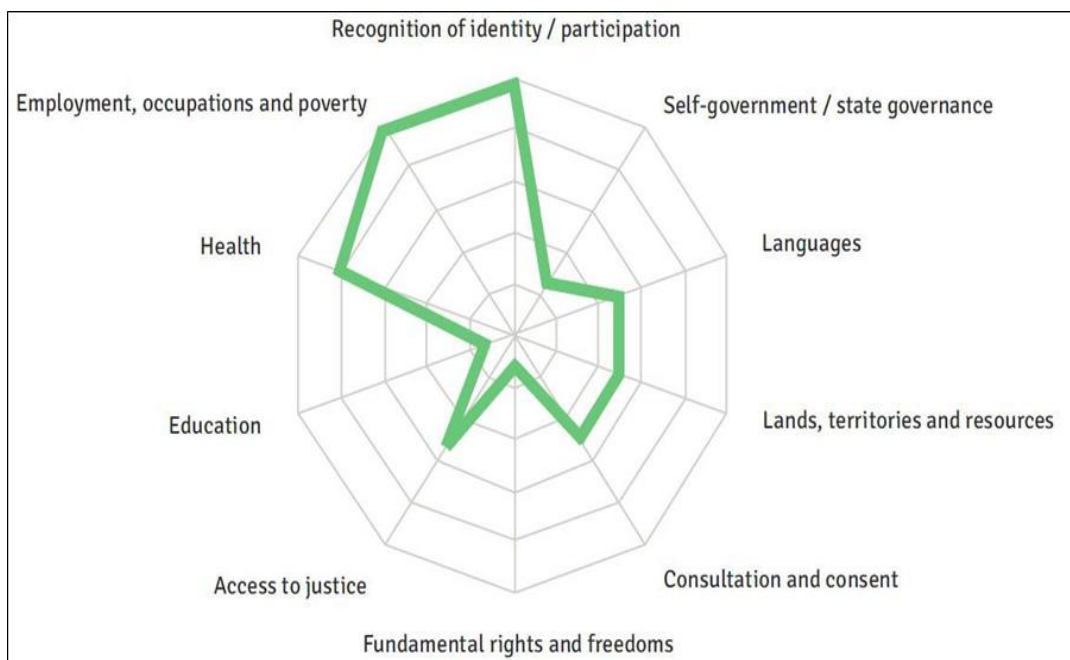 Recognition of identity / participation
Employment, occupations and poverty
Self-government / state governance
Health
Languages
Education
Lands, territories and resources
Access to justice
Consultation and consent
Fundamental rights and freedoms